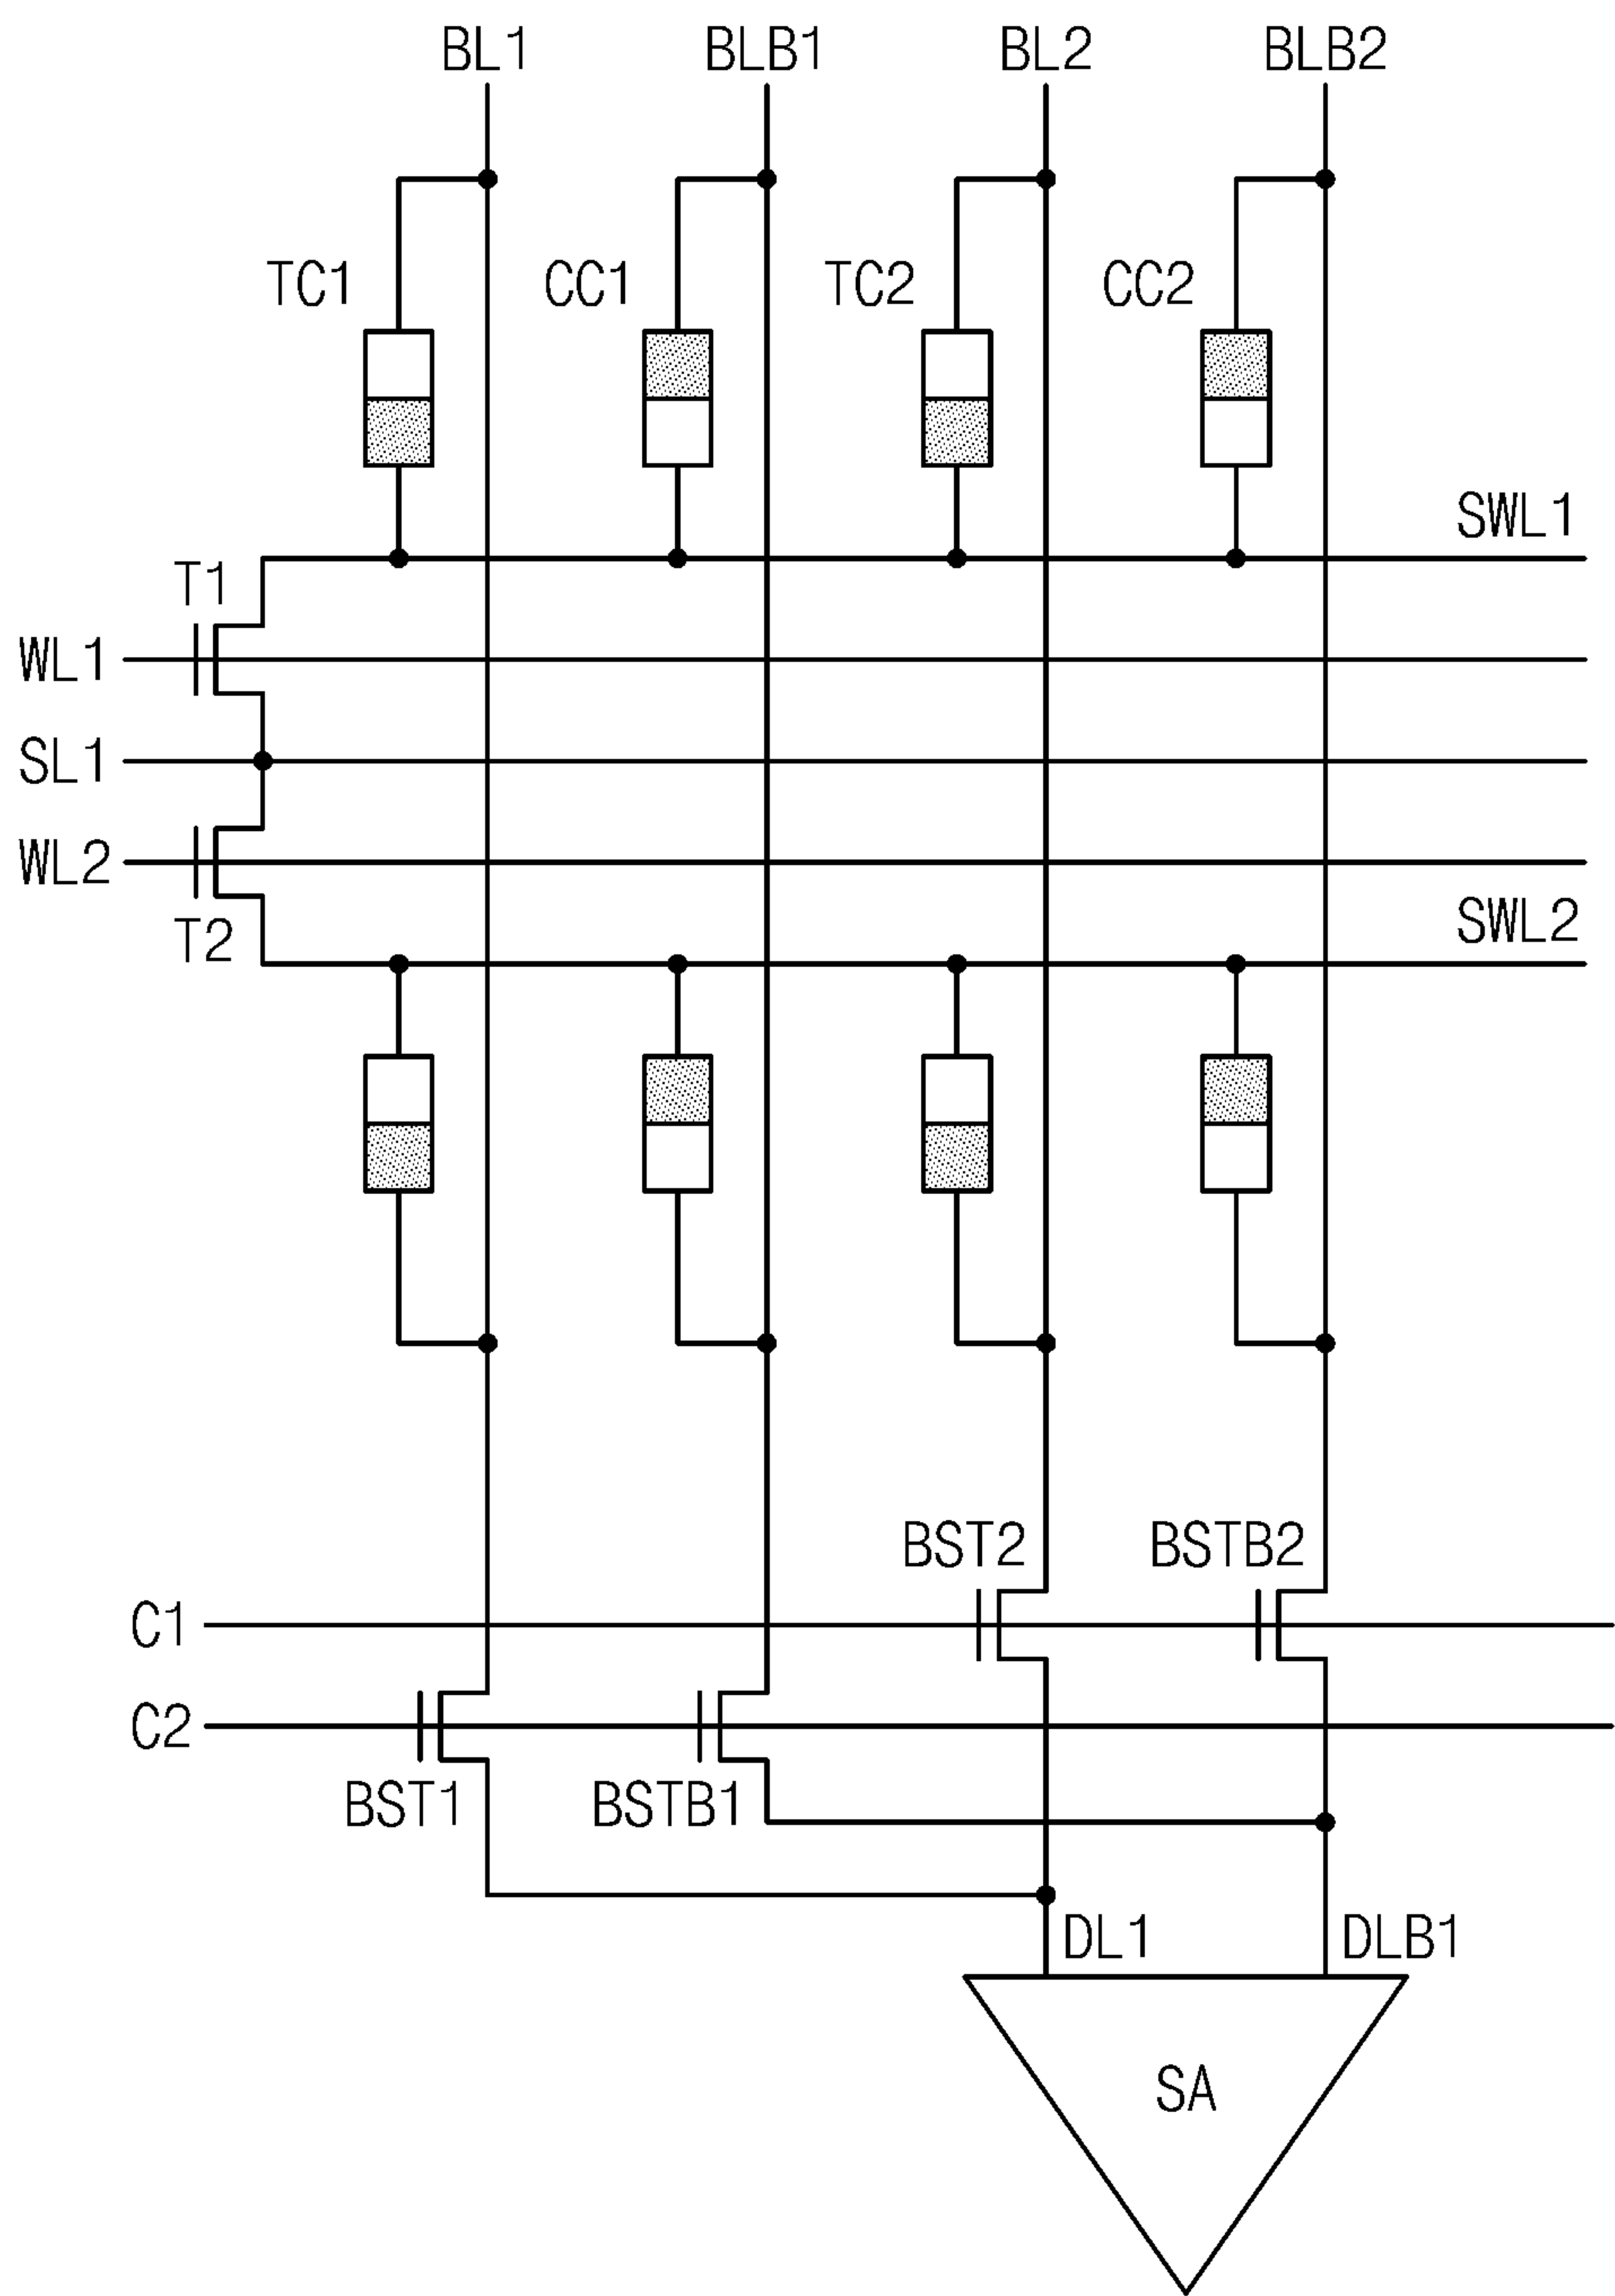 BL1 BLB1 BL2 BLB2
TC1 CC1 TC2 CC2
SWL1
T1
WL1
SL1
WL2
T2
SWL2
BST2 BSTB2
C1
C2
BST1 BSTB1
DL1 DLB1
SA